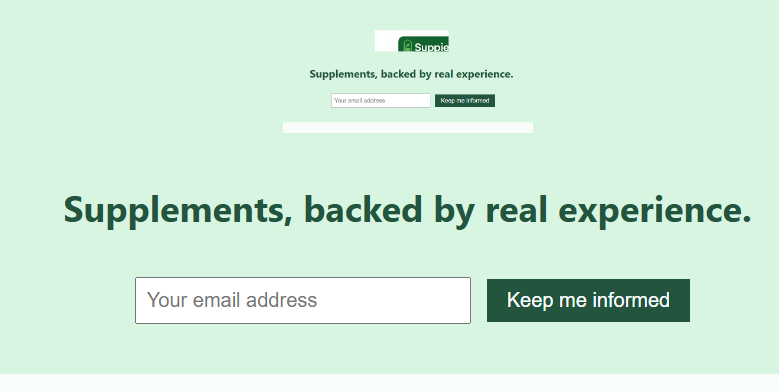 Supple
Supplements, backed by real experience.
Your email address Keep me informed
Supplements, backed by real experience.
Your email address Keep me informed